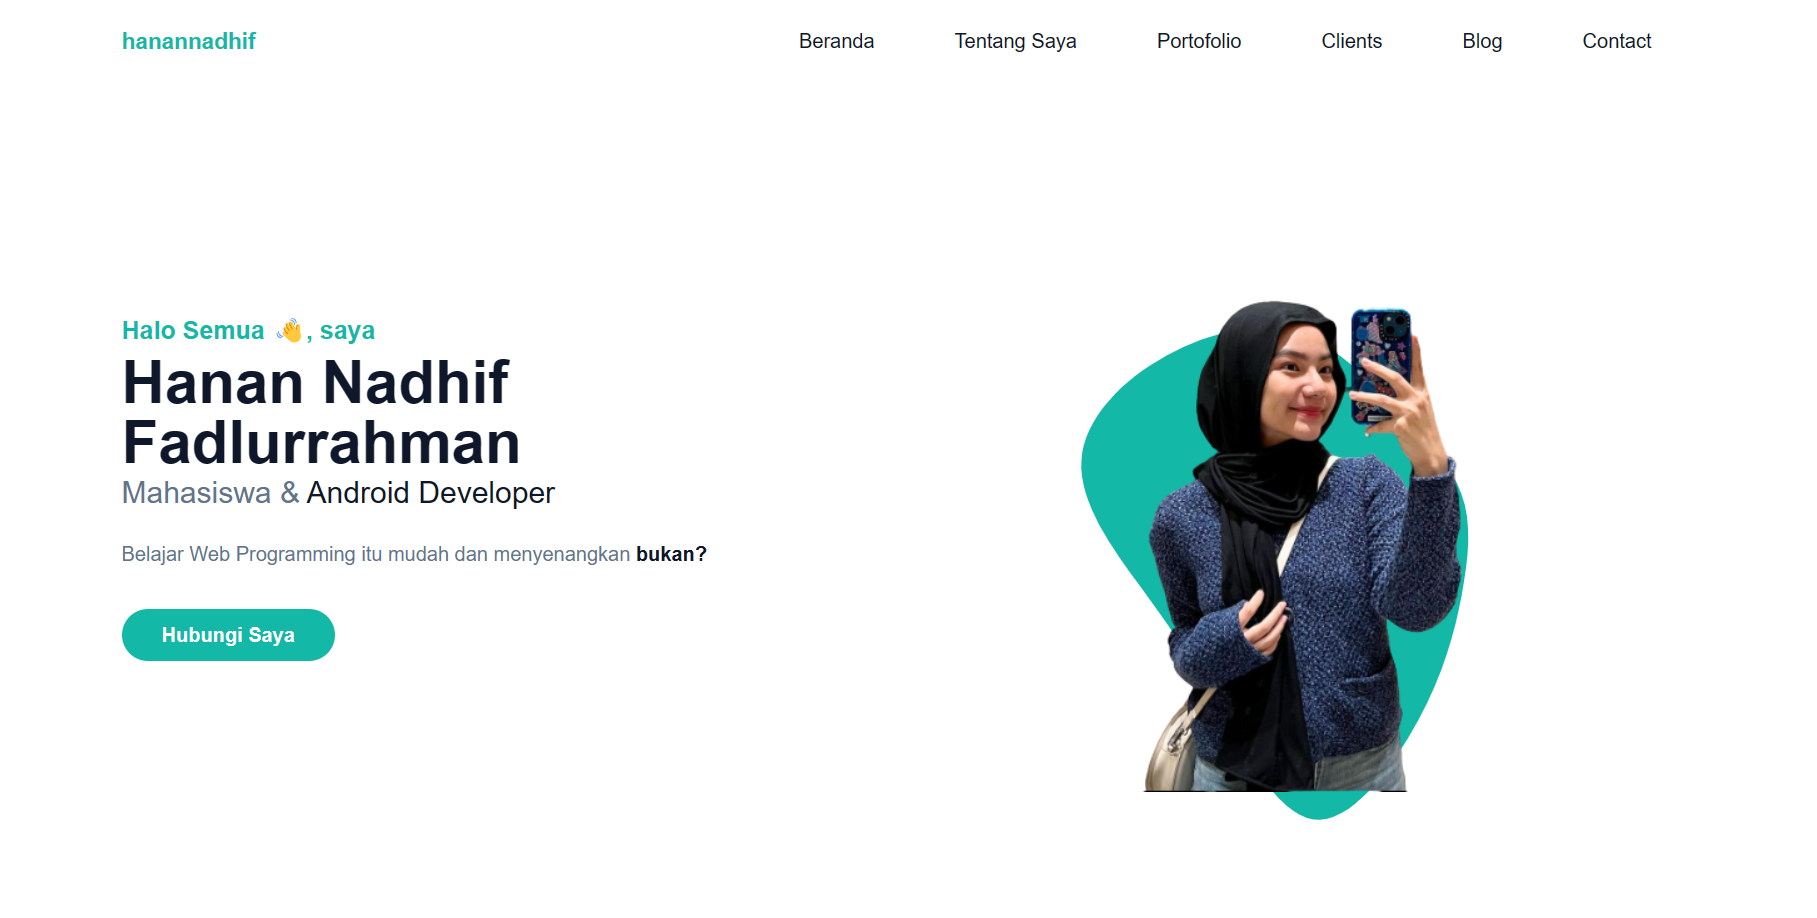 hanannadhif
Beranda Tentang Saya Portofolio Clients Blog Contact
Halo Semua 👋, saya
Hanan Nadhif
Fadlurrahman
Mahasiswa & Android Developer
Belajar Web Programming itu mudah dan menyenangkan bukan?
Hubungi Saya